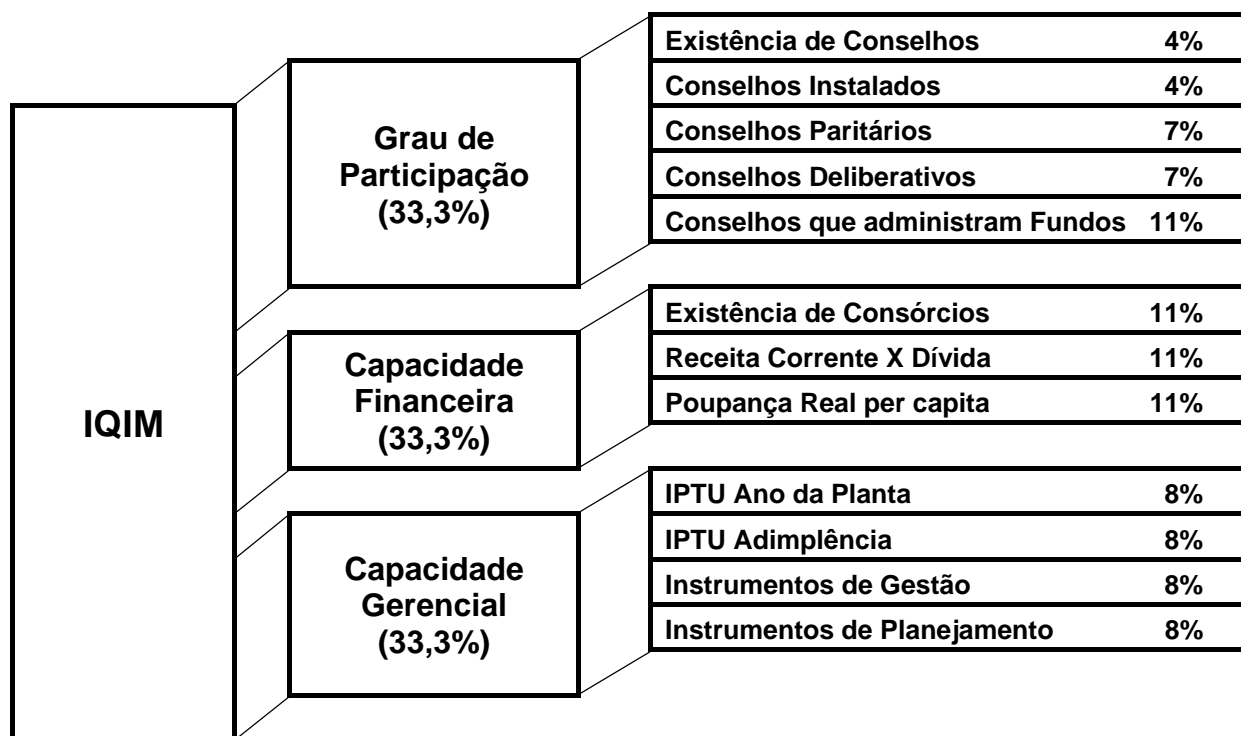 IQIM
Grau de
Participação
(33,3%)
Existência de Conselhos 4%
Conselhos Instalados 4%
Conselhos Paritários 7%
Conselhos Deliberativos 7%
Conselhos que administram Fundos 11%
Capacidade
Financeira
(33,3%)
Existência de Consórcios 11%
Receita Corrente X Dívida 11%
Poupança Real per capita 11%
Capacidade
Gerencial
(33,3%)
IPTU Ano da Planta 8%
IPTU Adimplência 8%
Instrumentos de Gestão 8%
Instrumentos de Planejamento 8%